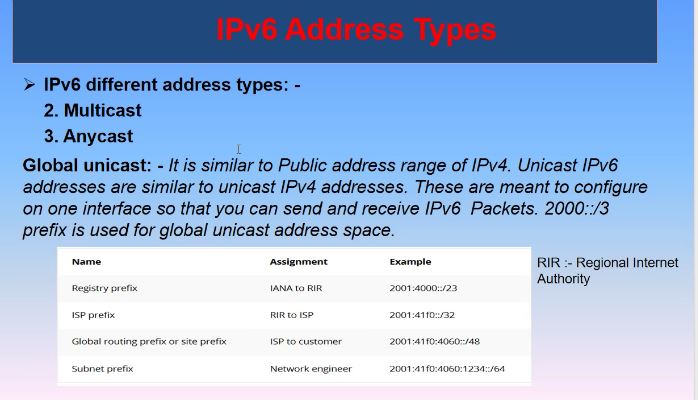 IPv6 Address Types
➢ IPv6 different address types: -
2. Multicast
3. Anycast
Global unicast: - It is similar to Public address range of IPv4. Unicast IPv6
addresses are similar to unicast IPv4 addresses. These are meant to configure
on one interface so that you can send and receive IPv6 Packets. 2000::/3
prefix is used for global unicast address space.
Name Assignment Example
Registry prefix IANA to RIR 2001:4000::/23
ISP prefix RIR to ISP 2001:41f0::/32
Global routing prefix or site prefix ISP to customer 2001:41f0:4060::/48
Subnet prefix Network engineer 2001:41f0:4060:1234::/64
RIR :- Regional Internet
Authority